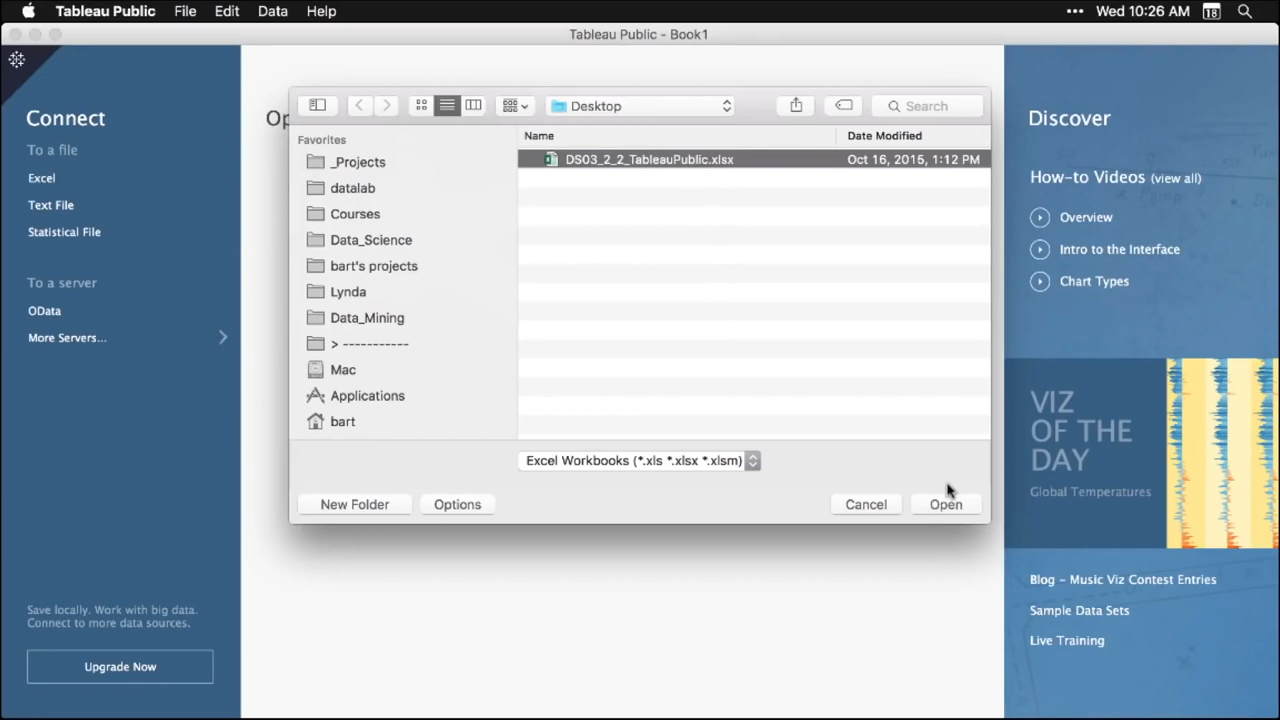 Tableau Public File Edit Data Help ••• Wed 10:26 AM 18
Tableau Public - Book1
Connect
To a file
Excel
Text File
Statistical File
To a server
OData
More Servers...
Save locally. Work with big data.
Connect to more data sources.
Upgrade Now
Op
Desktop
Search
Favorites
_Projects
datalab
Courses
Data_Science
bart's projects
Lynda
Data_Mining
> -----------
Mac
Applications
bart
Name Date Modified
DS03_2_2_TableauPublic.xlsx Oct 16, 2015, 1:12 PM
Excel Workbooks (*.xls *.xlsx *.xlsm)
New Folder Options Cancel Open
Discover
How-to Videos (view all)
Overview
Intro to the Interface
Chart Types
VIZ
OF THE
DAY
Global Temperatures
Blog – Music Viz Contest Entries
Sample Data Sets
Live Training